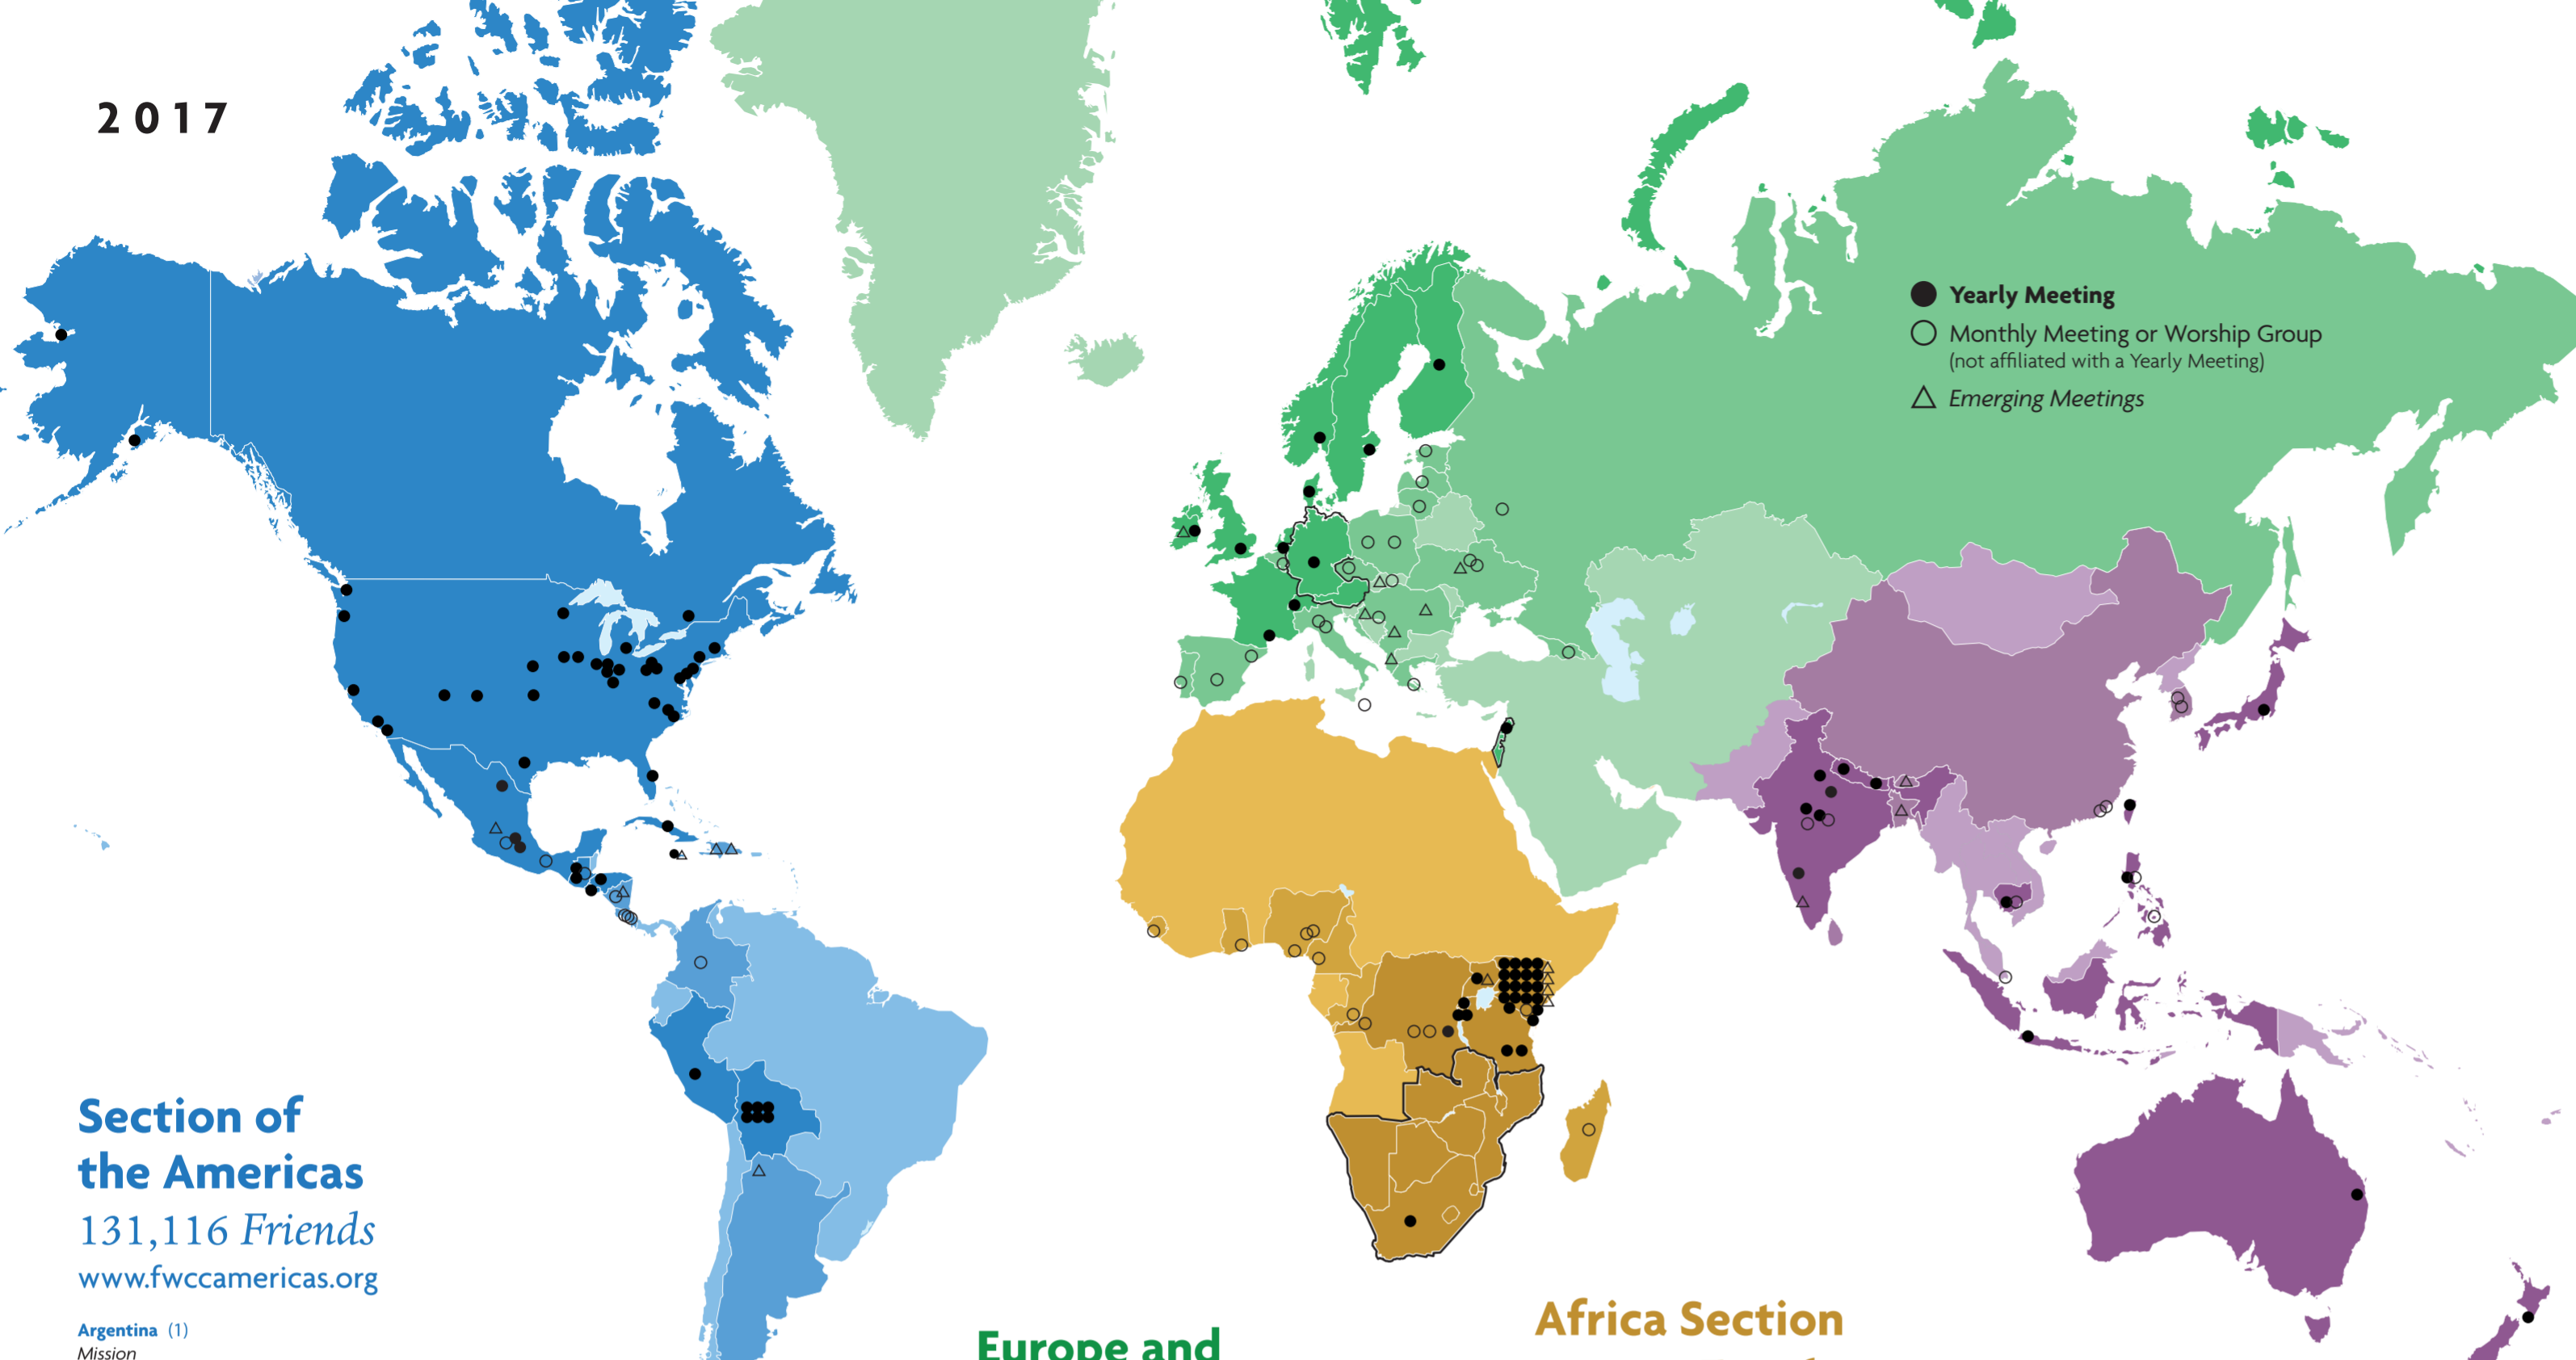 2017
Yearly Meeting
Monthly Meeting or Worship Group
(not affiliated with a Yearly Meeting)
Emerging Meetings
Section of
the Americas
131,116 Friends
www.fwccamericas.org
Argentina (1)
Mission
Europe and
Africa Section